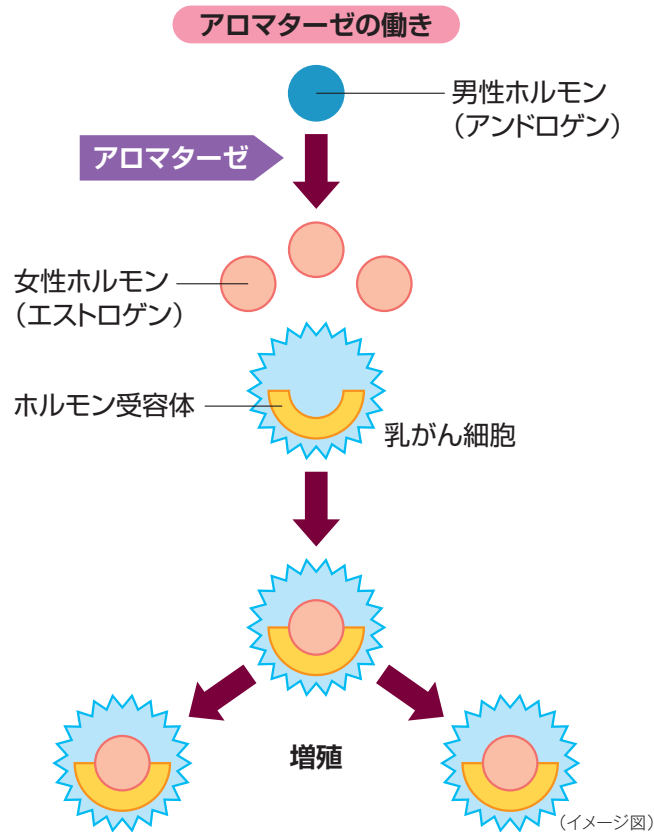 アロマターゼの働き
男性ホルモン
（アンドロゲン）
アロマターゼ
女性ホルモン
（エストロゲン）
ホルモン受容体
乳がん細胞
増殖
（イメージ図）